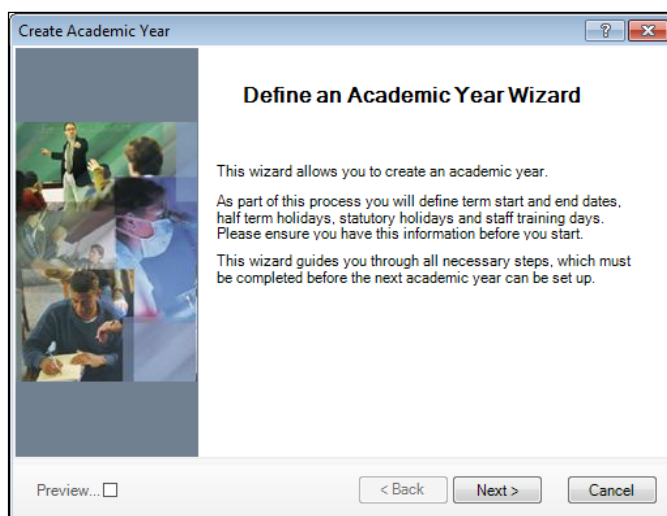 Create Academic Year
?
Define an Academic Year Wizard
This wizard allows you to create an academic year.
As part of this process you will define term start and end dates,
half term holidays, statutory holidays and staff training days.
Please ensure you have this information before you start.
This wizard guides you through all necessary steps, which must
be completed before the next academic year can be set up.
Preview...
< Back
Next >
Cancel